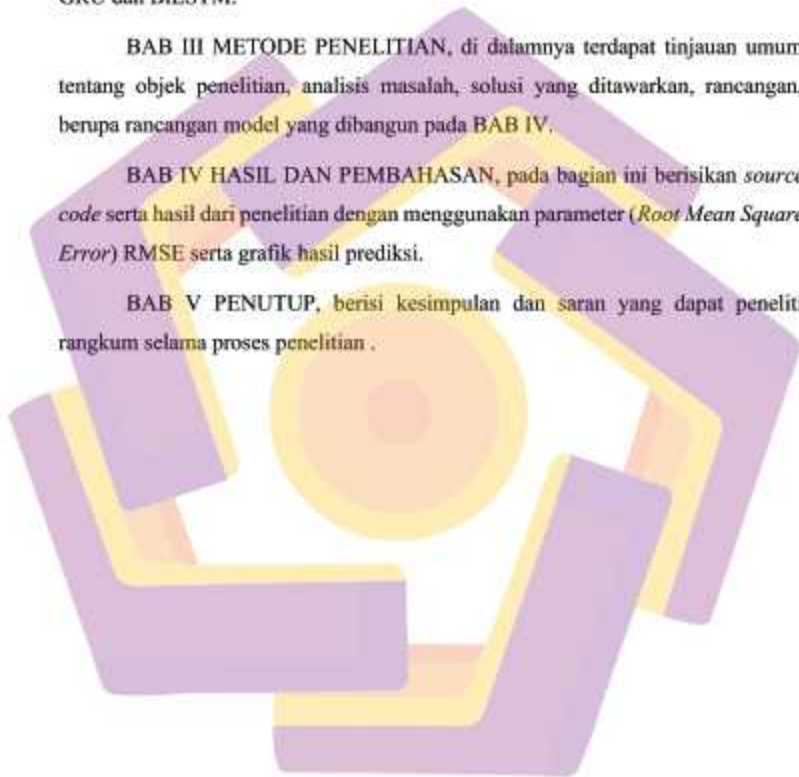 GRU dan BiLSTM.
BAB III METODE PENELITIAN, di dalamnya terdapat tinjauan umum
tentang objek penelitian, analisis masalah, solusi yang ditawarkan, rancangan,
berupa rancangan model yang dibangun pada BAB IV.
BAB IV HASIL DAN PEMBAHASAN, pada bagian ini berisikan source
code serta hasil dari penelitian dengan menggunakan parameter (Root Mean Square
Error) RMSE serta grafik hasil prediksi.
BAB V PENUTUP, berisi kesimpulan dan saran yang dapat peneliti
rangkum selama proses penelitian .